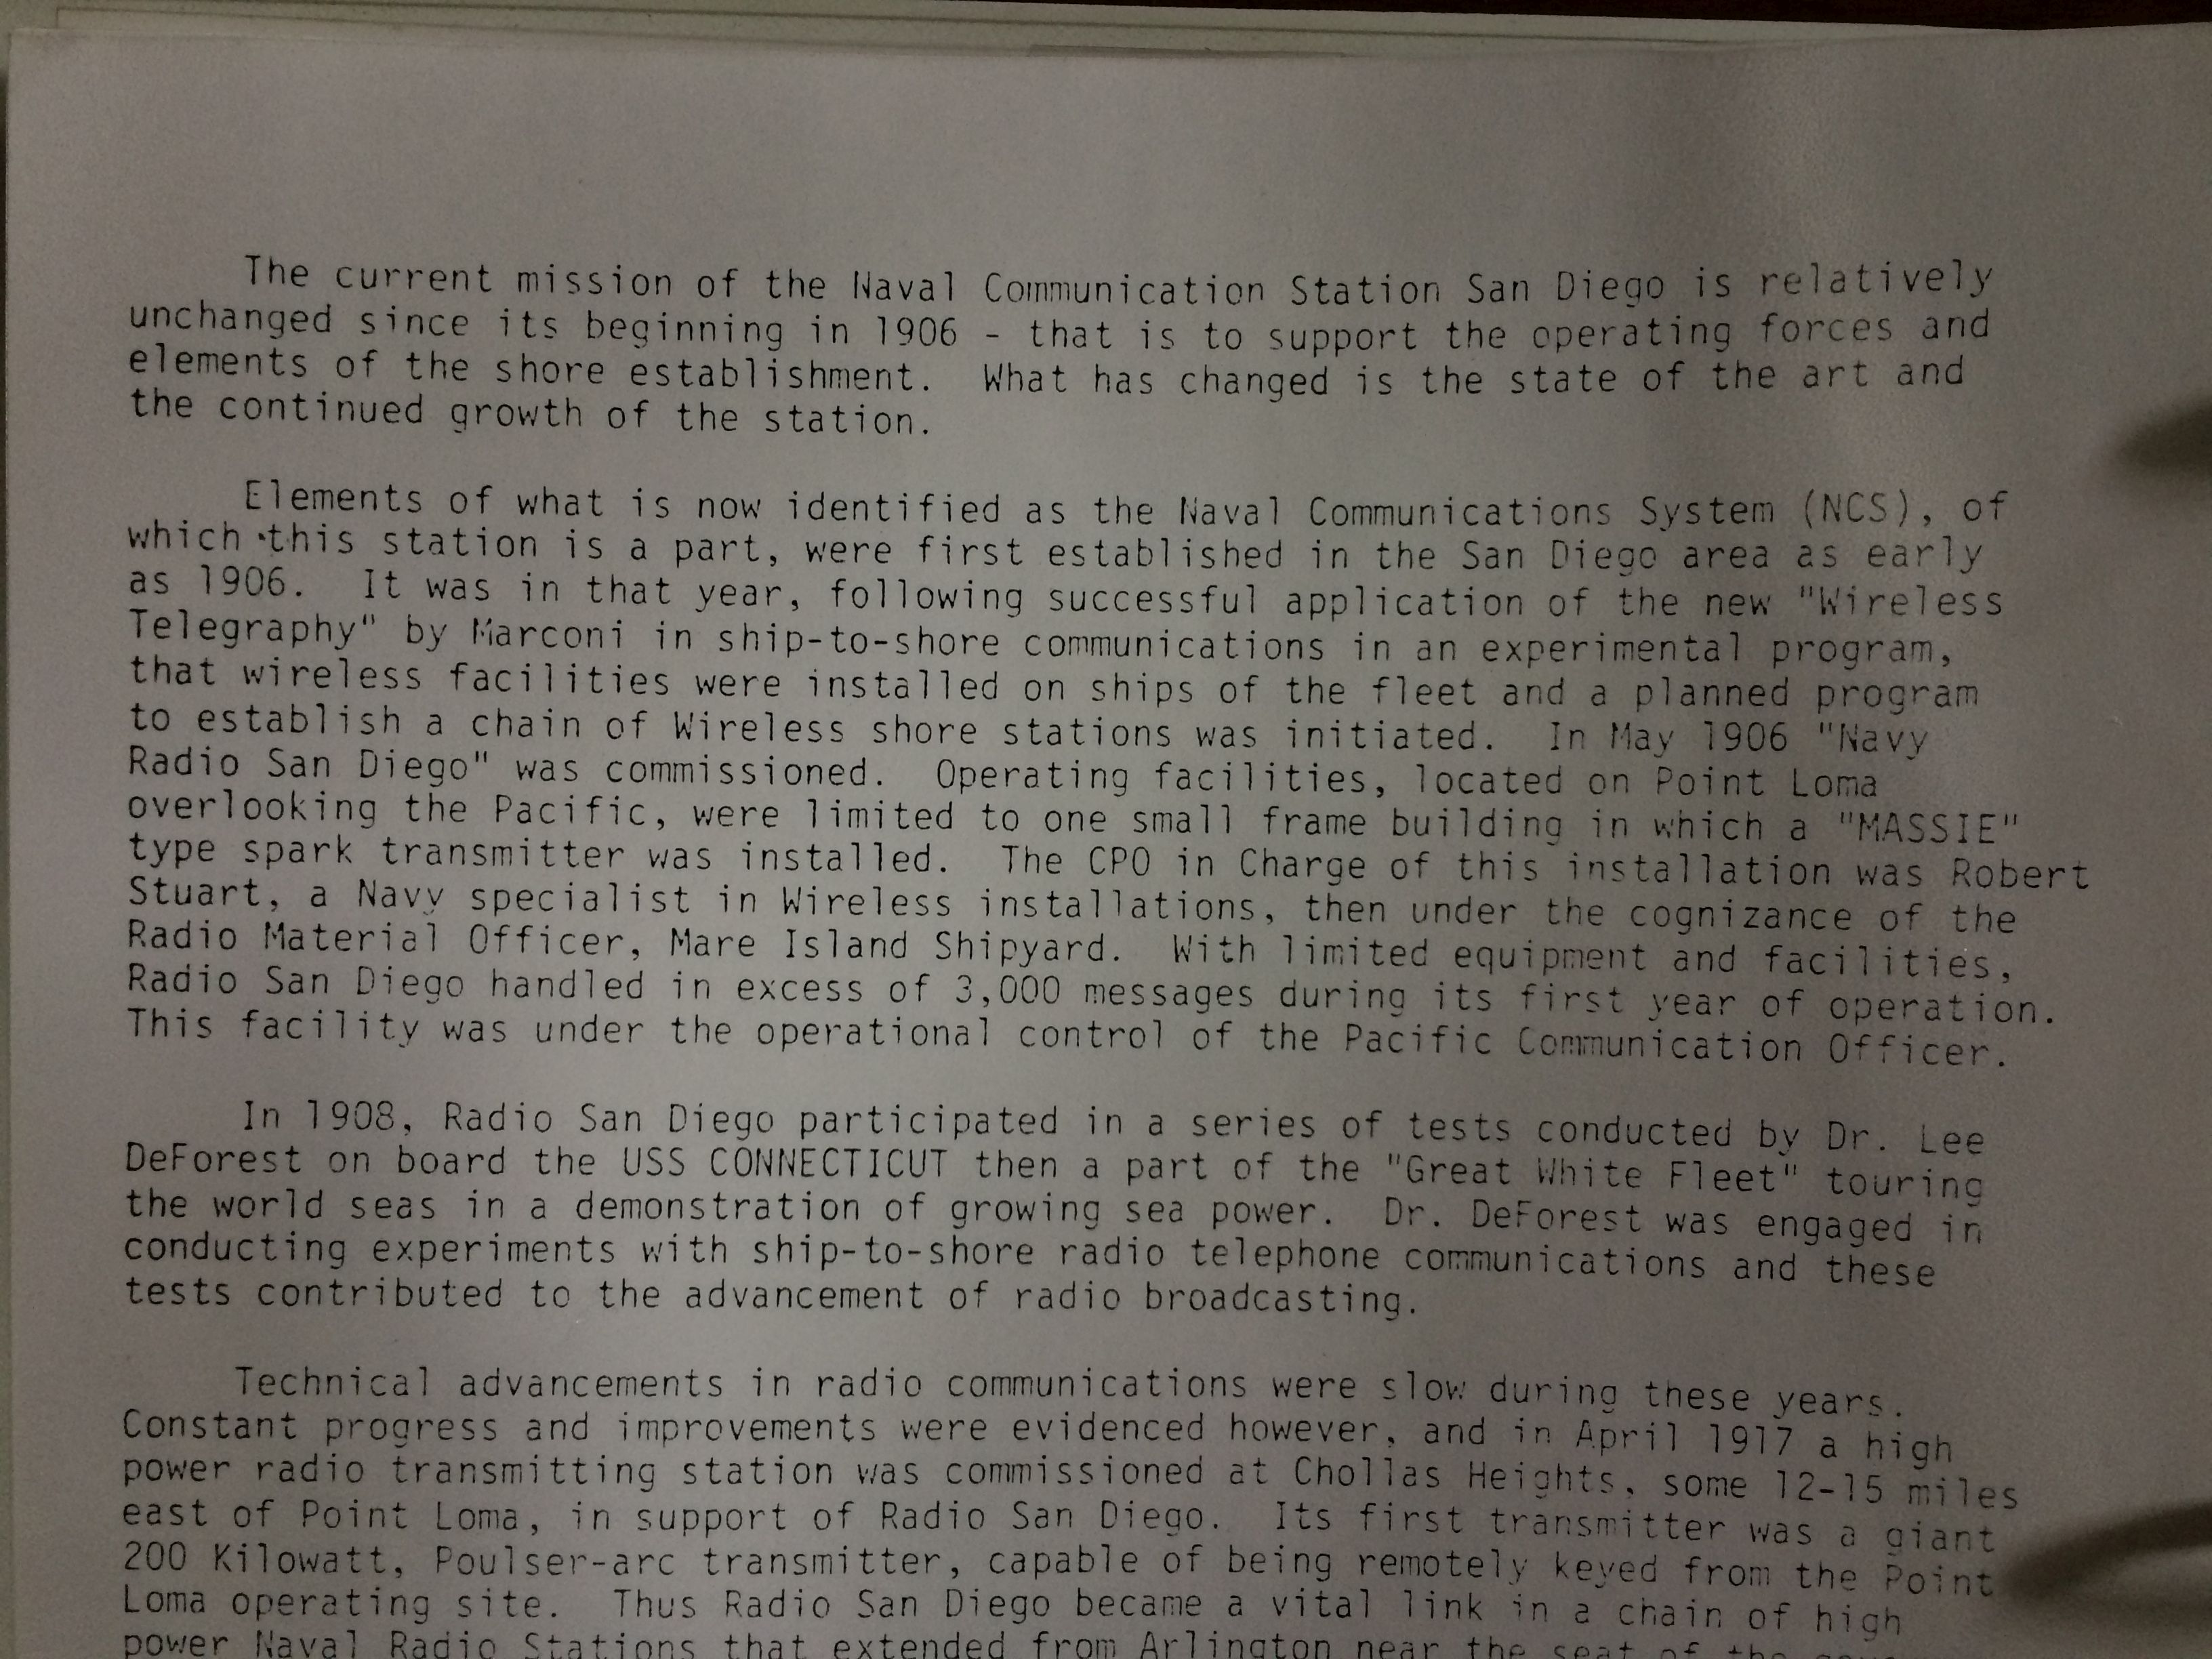 The current mission of the Naval Communication Station San Diego is relatively
unchanged since its beginning in 1906 - that is to support the operating forces and
elements of the shore establishment. What has changed is the state of the art and
the continued growth of the station.
Elements of what is now identified as the Naval Communications System (NCS), of
which this station is a part, were first established in the San Diego area as early
as 1906. It was in that year, following successful application of the new "Wireless
Telegraphy" by Marconi in ship-to-shore communications in an experimental program,
that wireless facilities were installed on ships of the fleet and a planned program
to establish a chain of Wireless shore stations was initiated. In May 1906 "Navy
Radio San Diego" was commissioned. Operating facilities, located on Point Loma
overlooking the Pacific, were limited to one small frame building in which a "MASSIE"
type spark transmitter was installed. The CPO in Charge of this installation was Robert
Stuart, a Navy specialist in Wireless installations, then under the cognizance of the
Radio Material Officer, Mare Island Shipyard. With limited equipment and facilities,
Radio San Diego handled in excess of 3,000 messages during its first year of operation.
This facility was under the operational control of the Pacific Communication Officer.
In 1908, Radio San Diego participated in a series of tests conducted by Dr. Lee
DeForest on board the USS CONNECTICUT then a part of the "Great White Fleet" touring
the world seas in a demonstration of growing sea power. Dr. DeForest was engaged in
conducting experiments with ship-to-shore radio telephone communications and these
tests contributed to the advancement of radio broadcasting.
Technical advancements in radio communications were slow during these years.
Constant progress and improvements were evidenced however, and in April 1917 a high
power radio transmitting station was commissioned at Chollas Heights, some 12-15 miles
east of Point Loma, in support of Radio San Diego. Its first transmitter was a giant
200 Kilowatt, Poulser-arc transmitter, capable of being remotely keyed from the Point
Loma operating site. Thus Radio San Diego became a vital link in a chain of high
power Naval Radio Stations that extended from Arlington near the seat of the